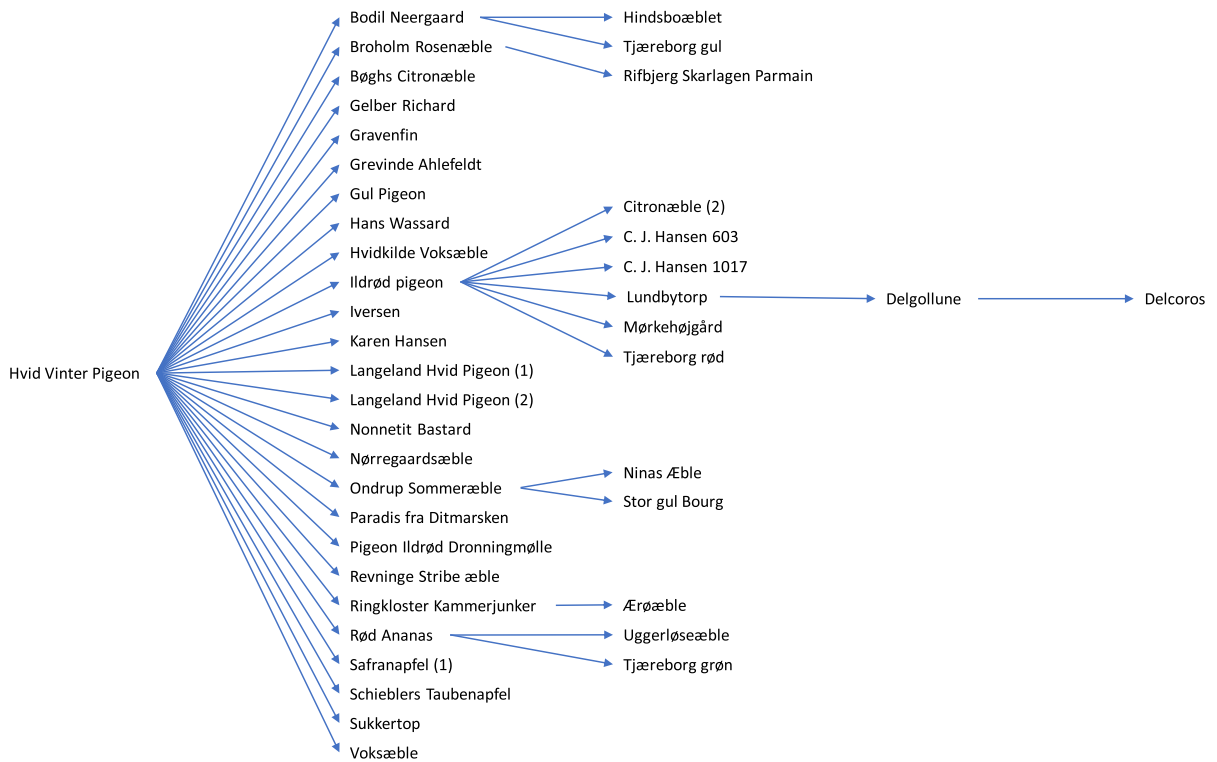 Hvid Vinter Pigeon
Bodil Neergaard
Broholm Rosenæble
Bøghs Citronæble
Gelber Richard
Gravenfin
Grevinde Ahlefeldt
Gul Pigeon
Hans Wassard
Hvidkilde Voksæble
Ildrød pigeon
Iversen
Karen Hansen
Langeland Hvid Pigeon (1)
Langeland Hvid Pigeon (2)
Nonnetit Bastard
Nørregaardsæble
Ondrup Sommeræble
Paradis fra Ditmarsken
Pigeon Ildrød Dronningmølle
Revninge Stribe æble
Ringkloster Kammerjunker
Rød Ananas
Safranapfel (1)
Schieblers Taubenapfel
Sukkertop
Voksæble
Hindsboæblet
Tjæreborg gul
Rifbjerg Skarlagen Parmain
Citronæble (2)
C. J. Hansen 603
C. J. Hansen 1017
Lundbytorp
Mørkehøjgård
Tjæreborg rød
Ninas Æble
Stor gul Bourg
Ærøæble
Uggerløseæble
Tjæreborg grøn
Delgollune
Delcoros